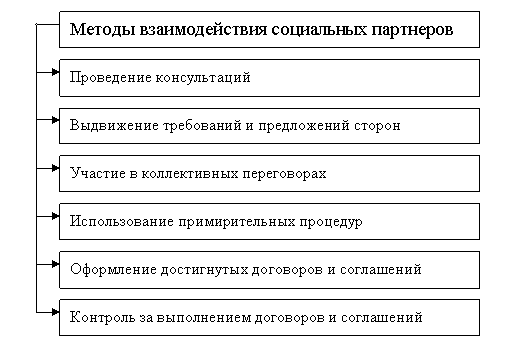 Методы взаимодействия социальных партнеров
Проведение консультаций
Выдвижение требований и предложений сторон
Участие в коллективных переговорах
Использование примирительных процедур
Оформление достигнутых договоров и соглашений
Контроль за выполнением договоров и соглашений